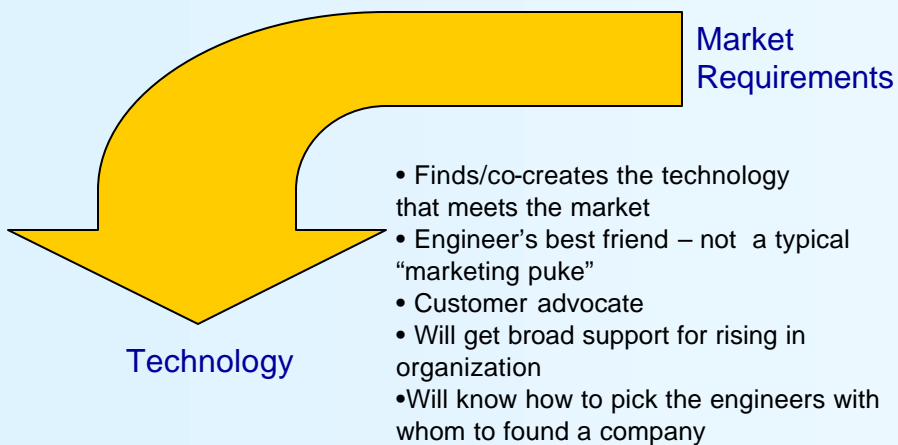 Market
Requirements
• Finds/co-creates the technology
that meets the market
• Engineer's best friend – not a typical
“marketing puke”
• Customer advocate
• Will get broad support for rising in
organization
•Will know how to pick the engineers with
whom to found a company
Technology